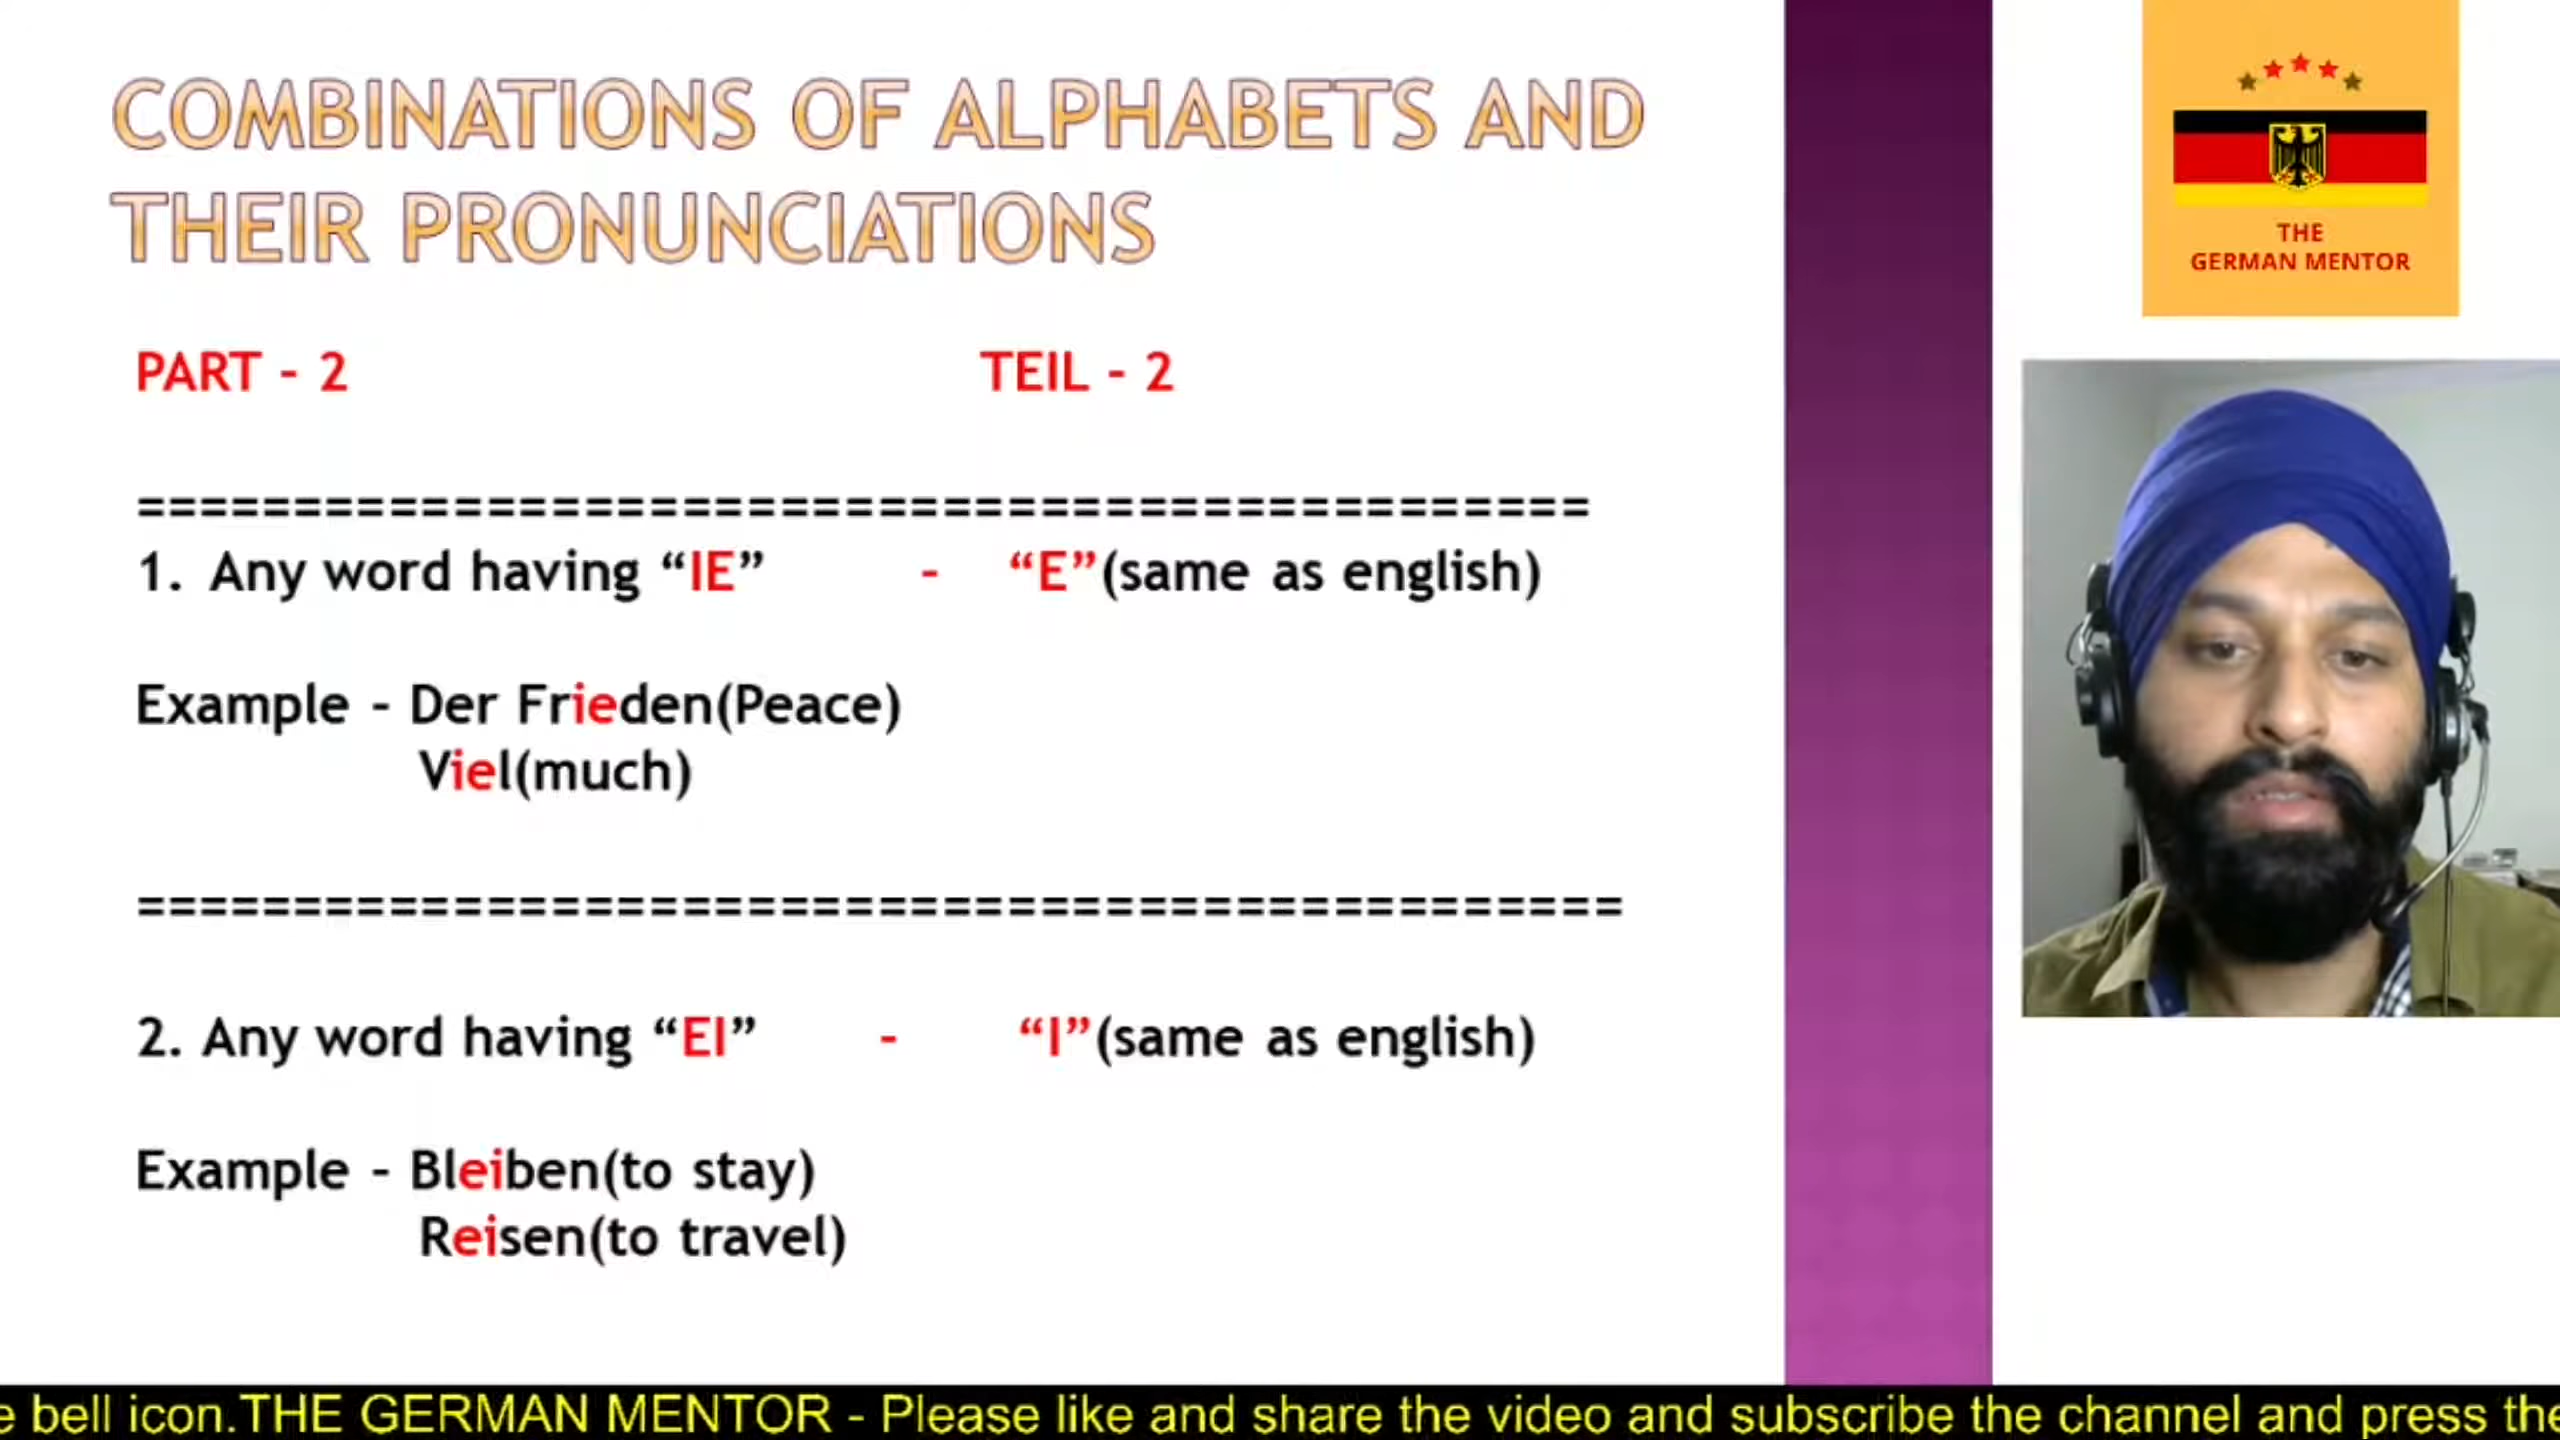 COMBINATIONS OF ALPHABETS AND
THEIR PRONUNCIATIONS
PART - 2 TEIL - 2
==============================================
1. Any word having “IE” - “E”(same as english)
Example - Der Frieden(Peace)
Viel(much)
===============================================
2. Any word having “EI” - “I”(same as english)
Example - Bleiben(to stay)
Reisen(to travel)
THE
GERMAN MENTOR
e bell icon.THE GERMAN MENTOR - Please like and share the video and subscribe the channel and press the